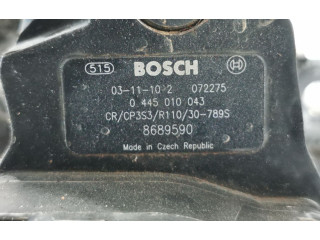 515 BOSCH
03-11-10 2 072275
0 445 010 043
CR/CP3S3/R110/30-789S
8689590
Made in Czech Republic